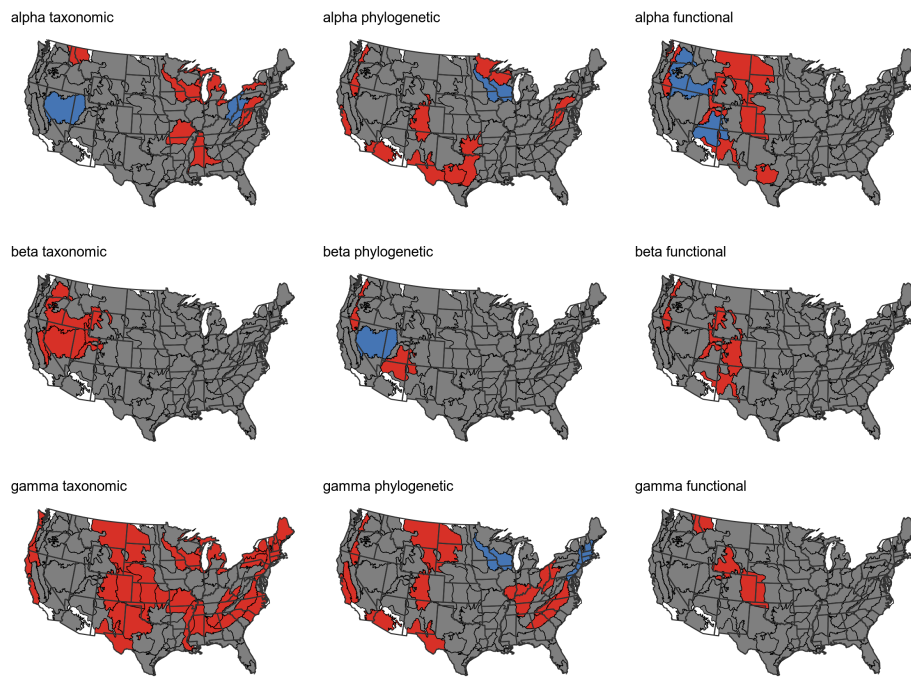 alpha taxonomic
alpha phylogenetic
alpha functional
beta taxonomic
beta phylogenetic
beta functional
gamma taxonomic
gamma phylogenetic
gamma functional